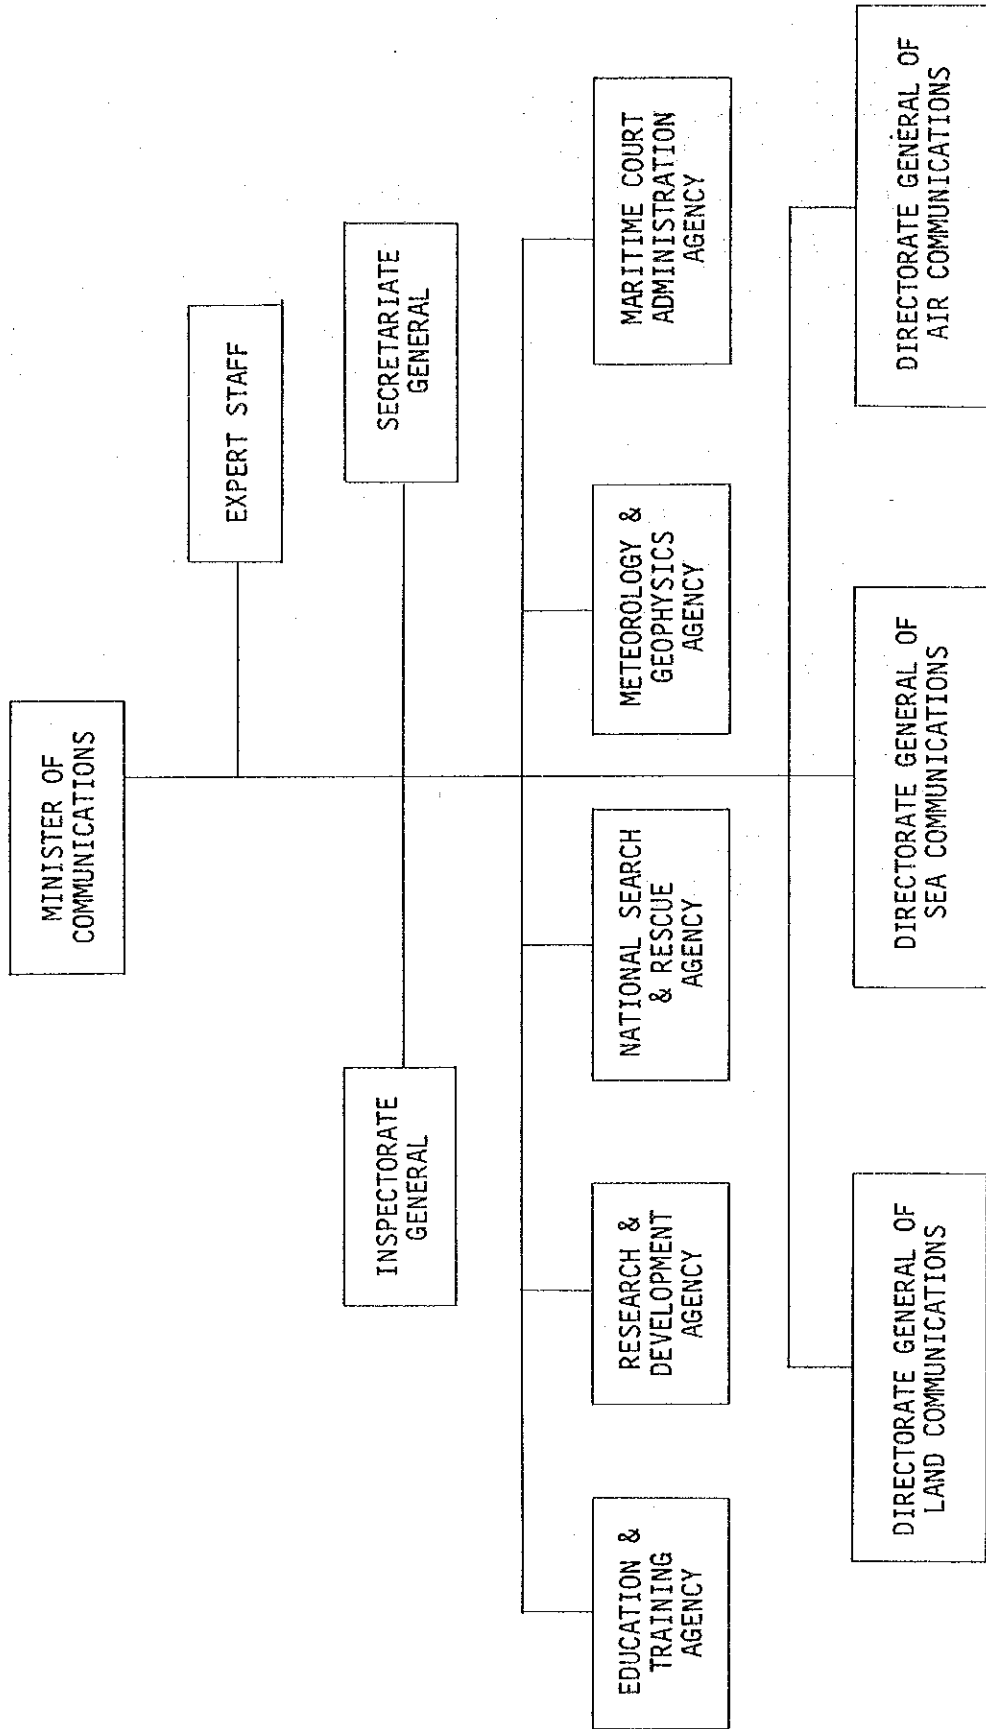 MINISTER OF
COMMUNICATIONS
EXPERT STAFF
INSPECTORATE
GENERAL
SECRETARIATE
GENERAL
EDUCATION &
TRAINING
AGENCY
RESEARCH &
DEVELOPMENT
AGENCY
NATIONAL SEARCH
& RESCUE
AGENCY
METEOROLOGY &
GEOPHYSICS
AGENCY
MARITIME COURT
ADMINISTRATION
AGENCY
DIRECTORATE GENERAL OF
LAND COMMUNICATIONS
DIRECTORATE GENERAL OF
SEA COMMUNICATIONS
DIRECTORATE GENERAL OF
AIR COMMUNICATIONS